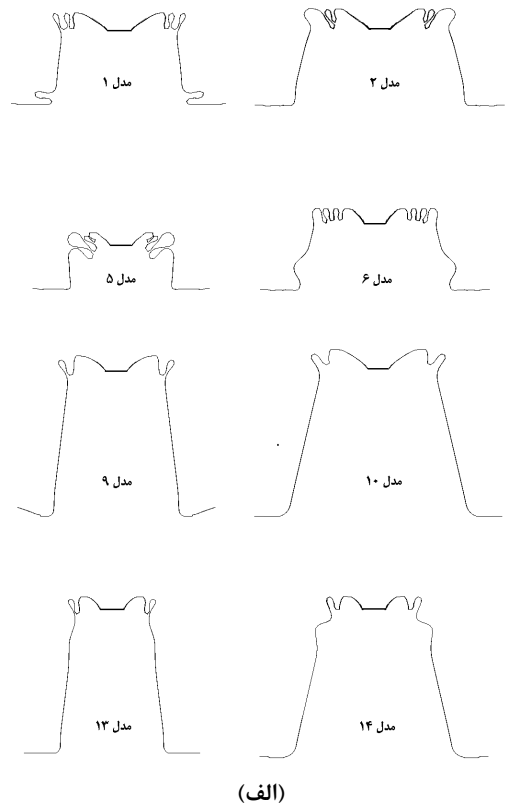 مدل ۱
مدل ۲
مدل ۵
مدل ۶
مدل ۹
مدل ۱۰
مدل ۱۳
مدل ۱۴
(الف)